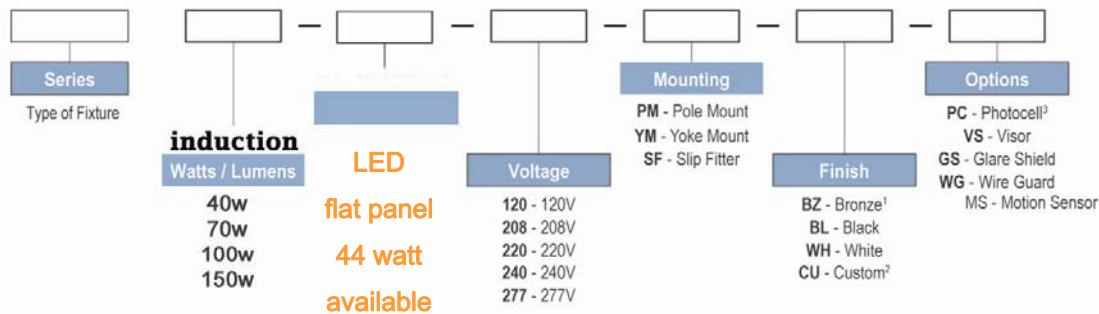 Series
Type of Fixture
induction
Watts / Lumens
40w
70w
100w
150w
LED
flat panel
44 watt
available
Voltage
120 - 120V
208 - 208V
220 - 220V
240 - 240V
277 - 277V
Mounting
PM - Pole Mount
YM - Yoke Mount
SF - Slip Fitter
Finish
BZ - Bronze¹
BL - Black
WH - White
CU - Custom²
Options
PC - Photocell³
VS - Visor
GS - Glare Shield
WG - Wire Guard
MS - Motion Sensor